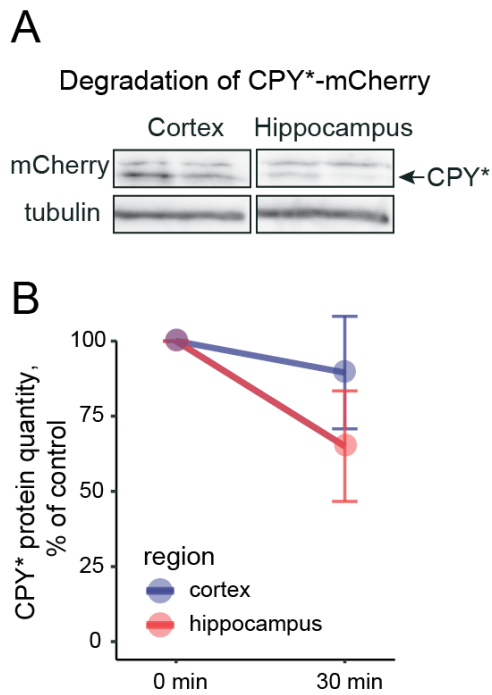 A
Degradation of CPY*-mCherry
Cortex Hippocampus
mCherry
CPY*
tubulin
B
CPY* protein quantity,
% of control
100
75
50
25
0
region
cortex
hippocampus
0 min 30 min